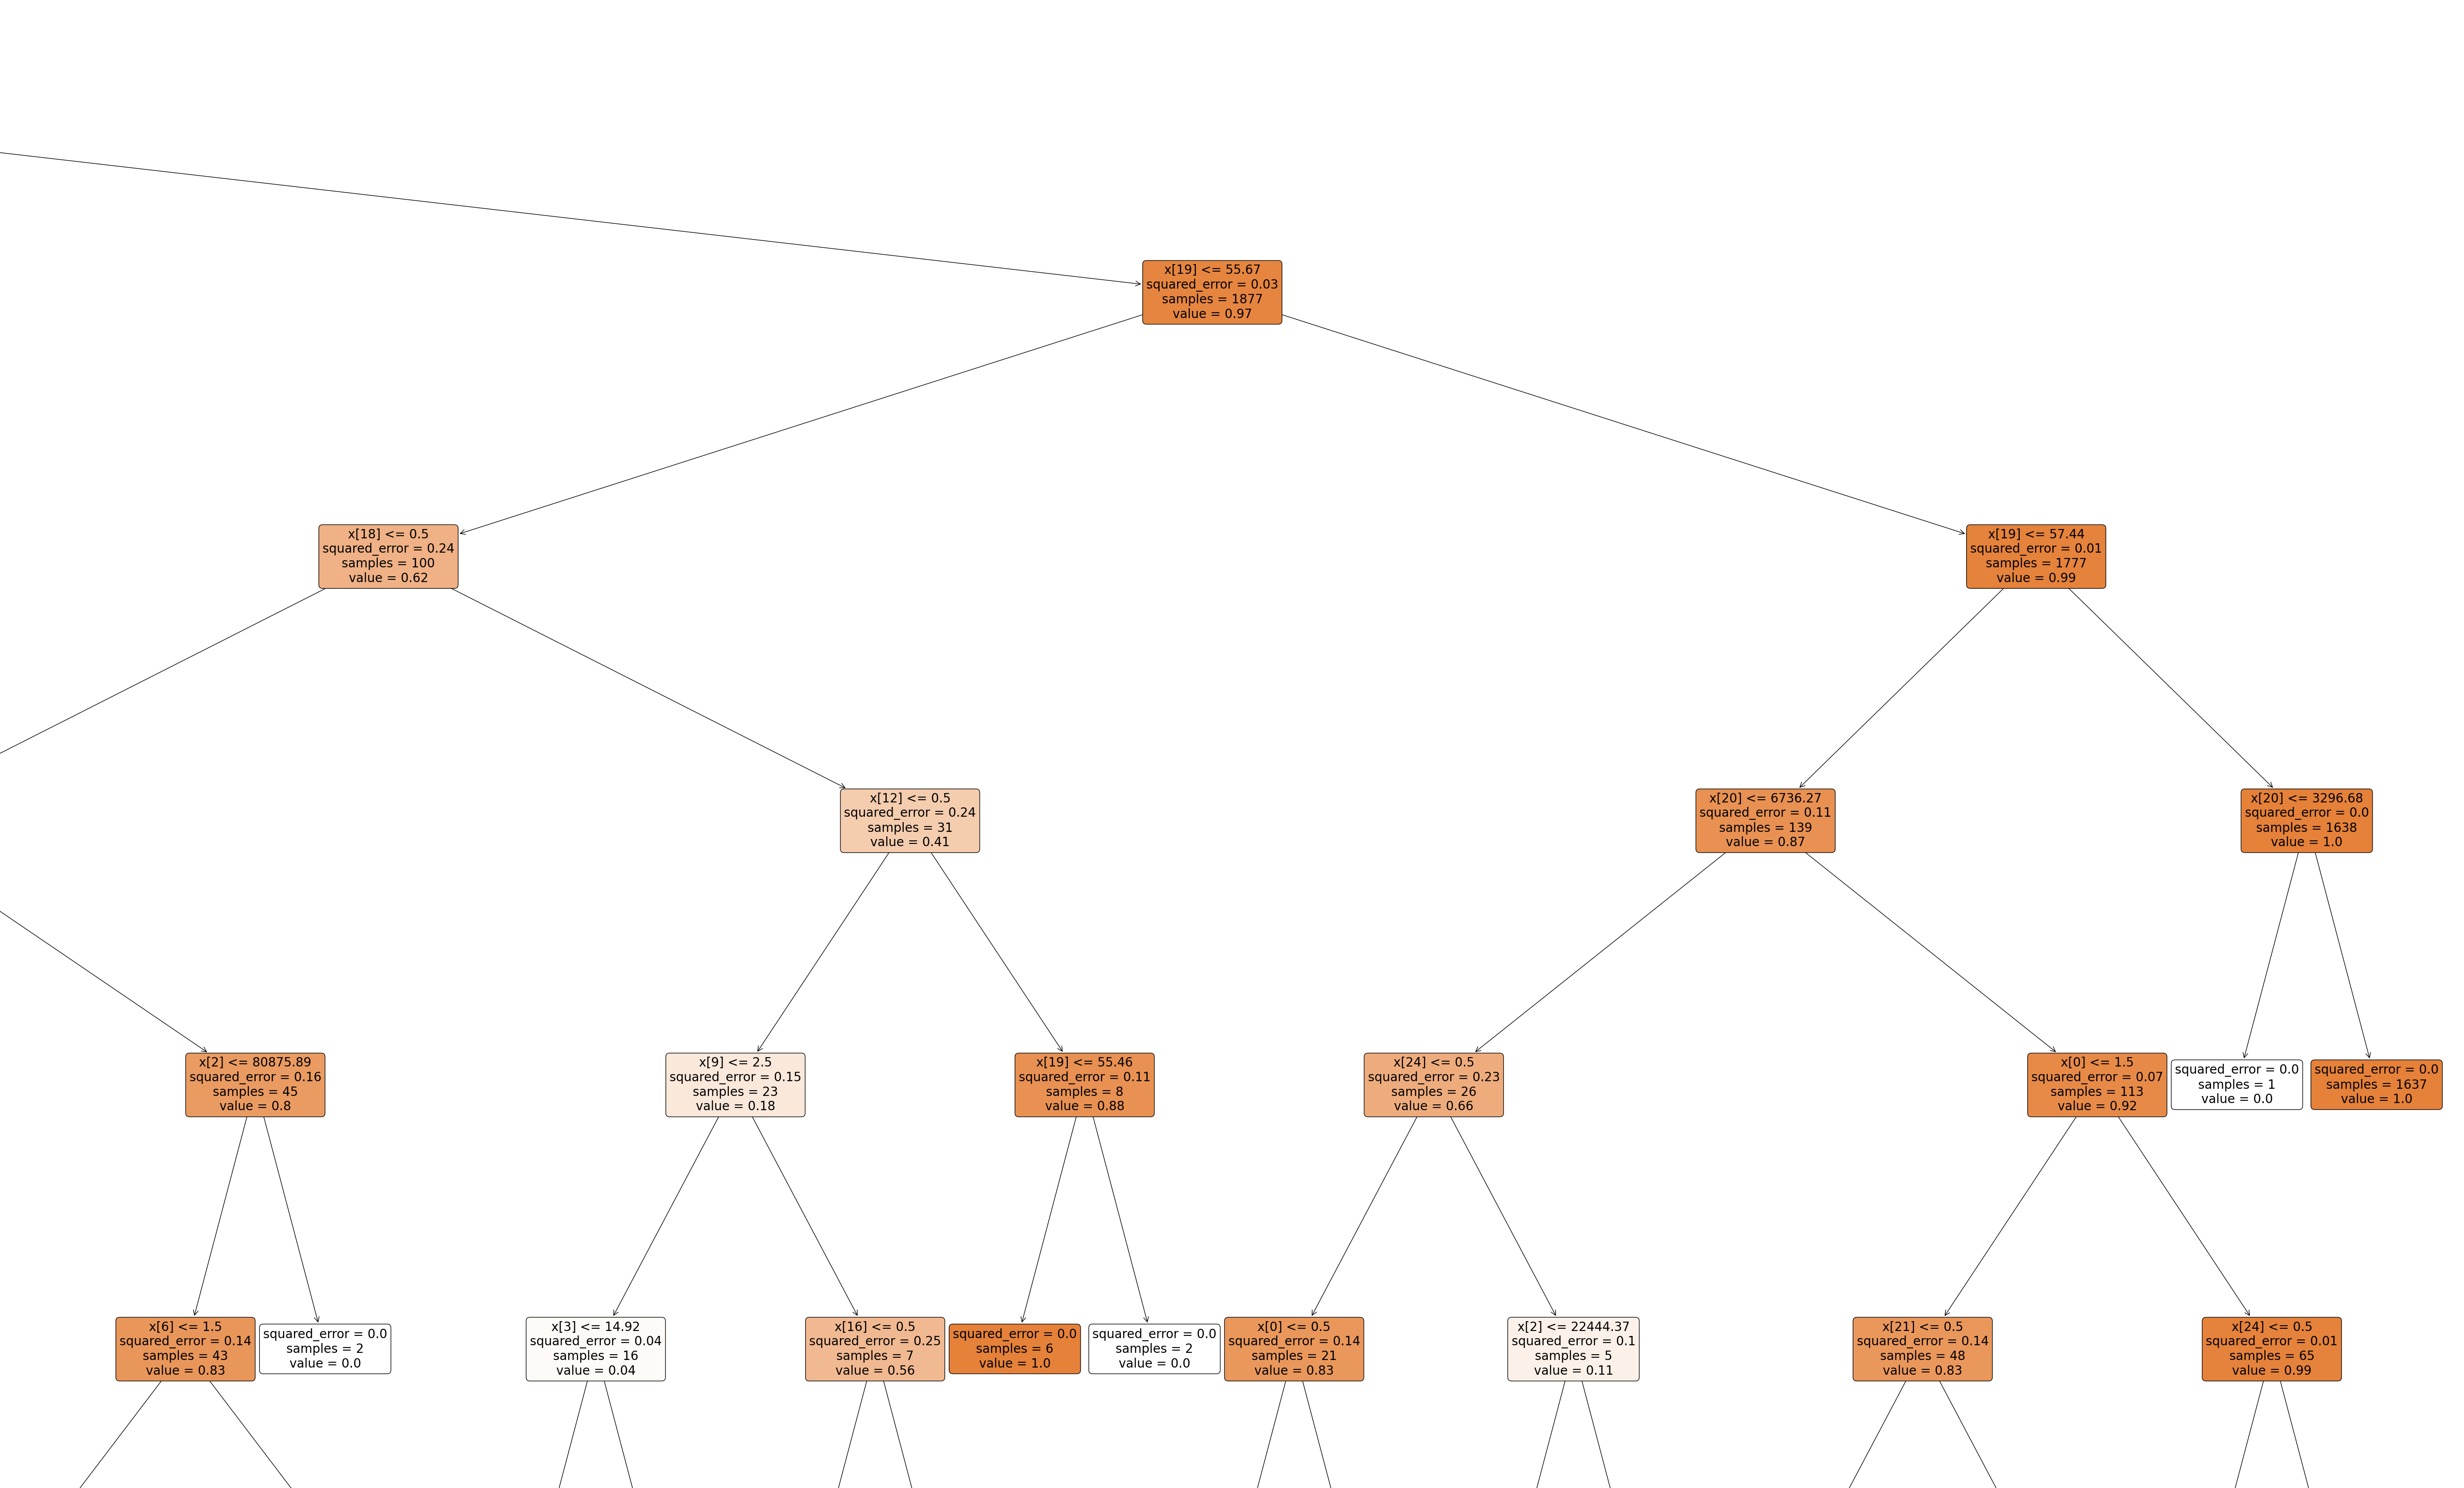 x[19] <= 55.67
squared_error = 0.03
samples = 1877
value = 0.97
x[18] <= 0.5
squared_error = 0.24
samples = 100
value = 0.62
x[19] <= 57.44
squared_error = 0.01
samples = 1777
value = 0.99
x[12] <= 0.5
squared_error = 0.24
samples = 31
value = 0.41
x[20] <= 6736.27
squared_error = 0.11
samples = 139
value = 0.87
x[20] <= 3296.68
squared_error = 0.0
samples = 1638
value = 1.0
x[2] <= 80875.89
squared_error = 0.16
samples = 45
value = 0.8
x[9] <= 2.5
squared_error = 0.15
samples = 23
value = 0.18
x[19] <= 55.46
squared_error = 0.11
samples = 8
value = 0.88
x[24] <= 0.5
squared_error = 0.23
samples = 26
value = 0.66
x[0] <= 1.5
squared_error = 0.07
samples = 113
value = 0.92
squared_error = 0.0
samples = 1
value = 0.0
squared_error = 0.0
samples = 1637
value = 1.0
x[6] <= 1.5
squared_error = 0.14
samples = 43
value = 0.83
squared_error = 0.0
samples = 2
value = 0.0
x[3] <= 14.92
squared_error = 0.04
samples = 16
value = 0.04
x[16] <= 0.5
squared_error = 0.25
samples = 7
value = 0.56
squared_error = 0.0
samples = 6
value = 1.0
squared_error = 0.0
samples = 2
value = 0.0
x[0] <= 0.5
squared_error = 0.14
samples = 21
value = 0.83
x[2] <= 22444.37
squared_error = 0.1
samples = 5
value = 0.11
x[21] <= 0.5
squared_error = 0.14
samples = 48
value = 0.83
x[24] <= 0.5
squared_error = 0.01
samples = 65
value = 0.99